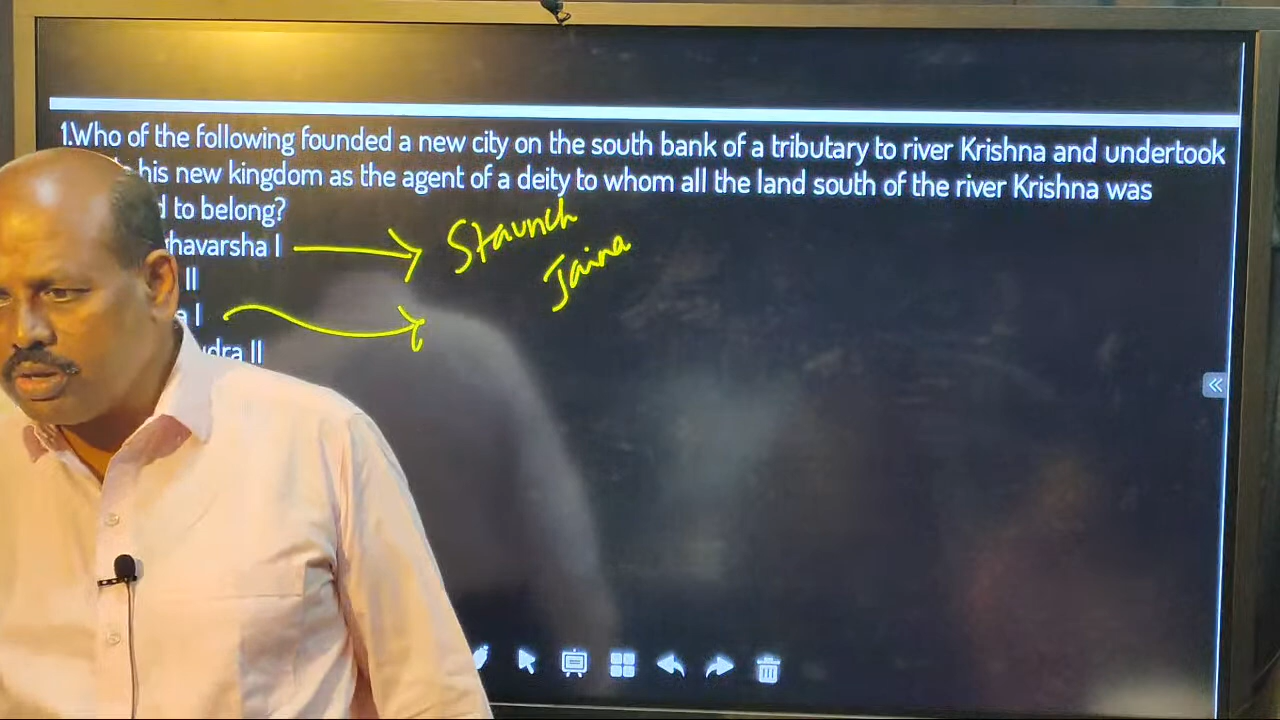 1.Who of the following founded a new city on the south bank of a tributary to river Krishna and undertook
his new kingdom as the agent of a deity to whom all the land south of the river Krishna was
d to belong?
havarsha I
Staunch
Jaina
II
a I
dra II